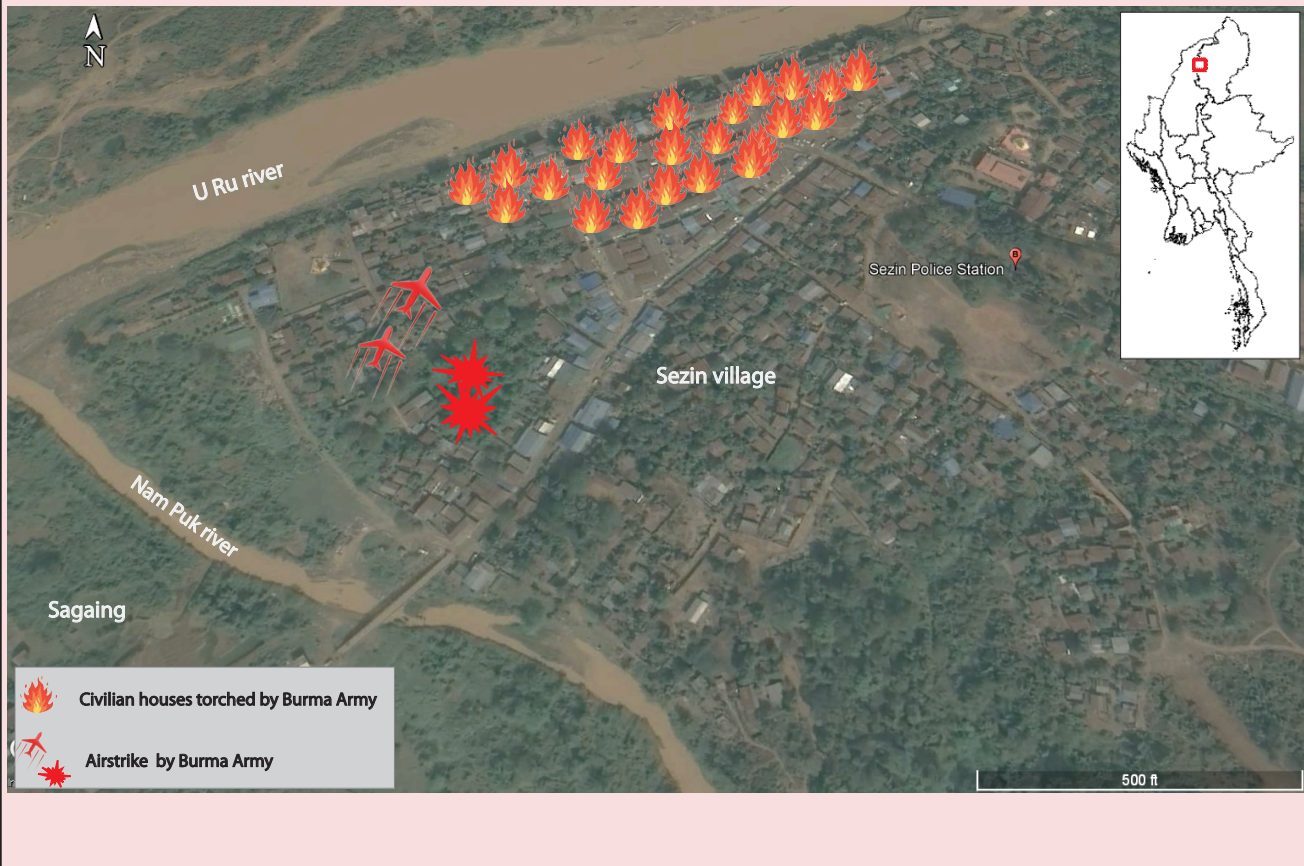 N
U Ru river
B
Sezin Police Station
Sezin village
Nam Puk river
Sagaing
Civilian houses torched by Burma Army
Airstrike by Burma Army
500 ft